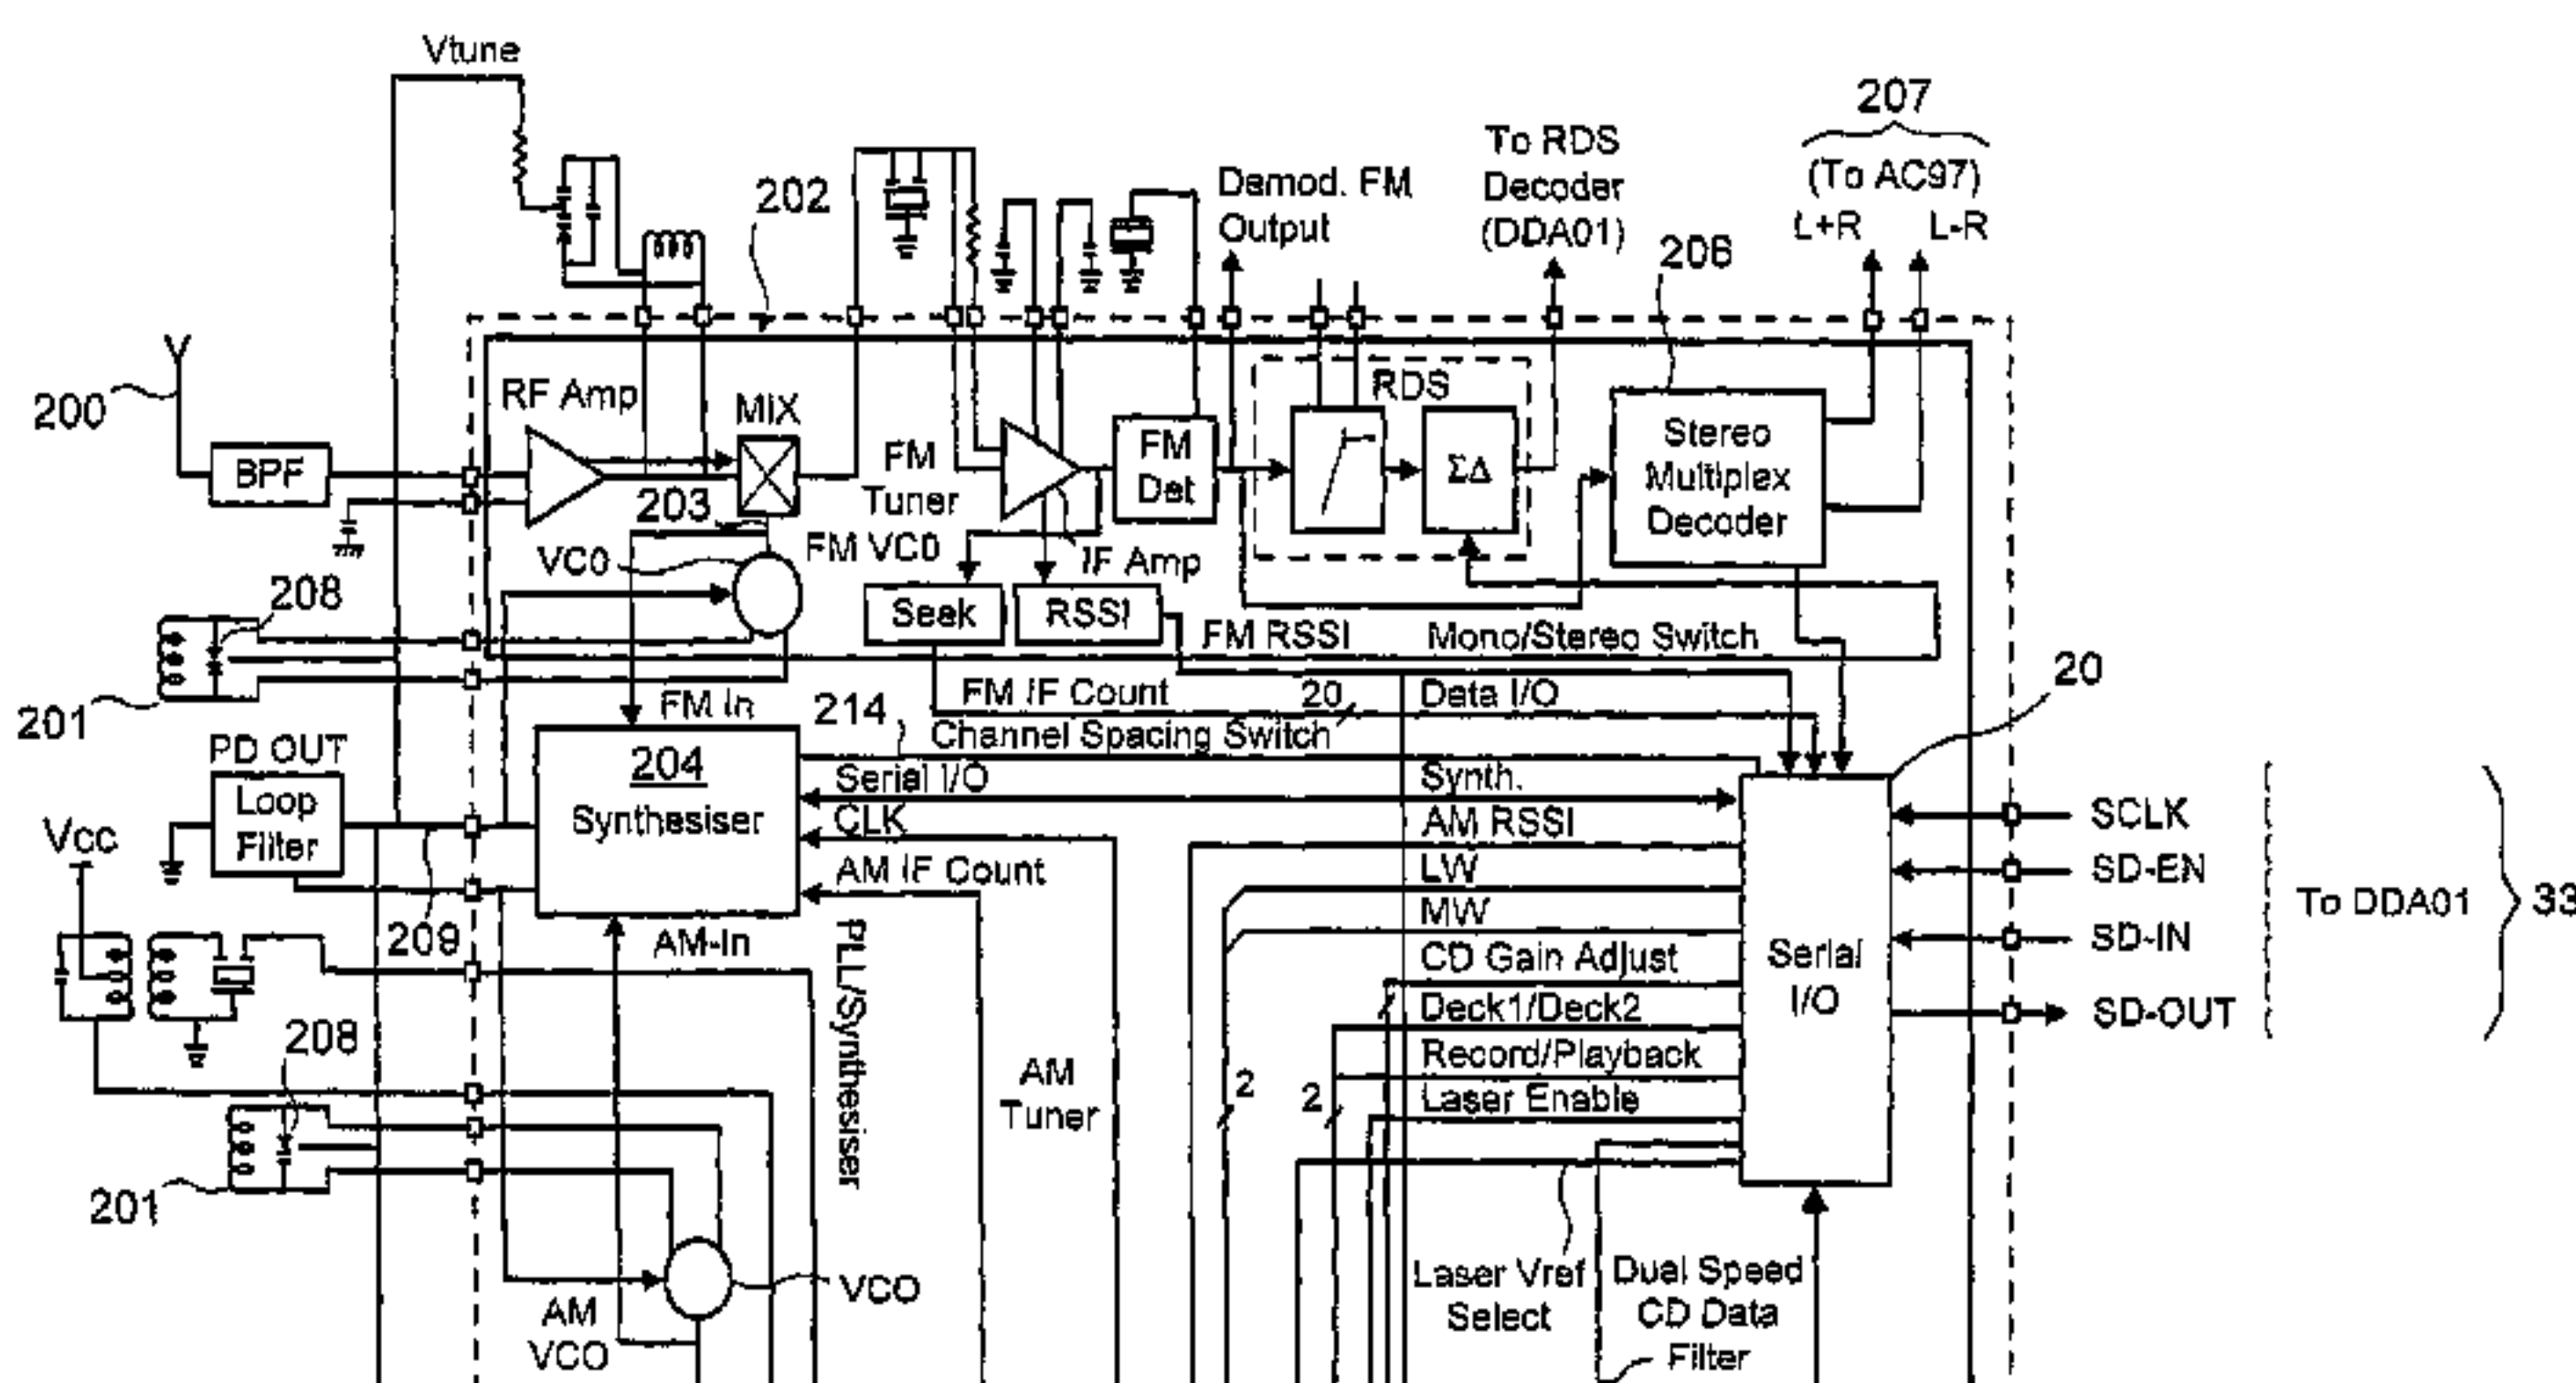 Vtune
207
(To AC97)
L+R
L-R
To RDS
Decoder
(DDA01)
Demod. FM
Output
202
206
200
BPF
RF Amp
MIX
203
FM
Tuner
FM VC0
VC0
FM
Det
IF Amp
RDS
ΣΔ
Stereo
Multiplex
Decoder
Seek
RSSI
FM RSSI
Mono/Stereo Switch
208
201
FM In
214
FM IF Count
20
Data I/O
20
Channel Spacing Switch
PD OUT
Loop
Filter
Vcc
209
204
Synthesiser
Serial I/O
CLK
AM IF Count
AM-In
PLL/Synthesiser
Synth.
AM RSSI
LW
MW
CD Gain Adjust
Deck1/Deck2
Record/Playback
Laser Enable
Serial
I/O
SCLK
SD-EN
SD-IN
SD-OUT
To DDA01
33
208
201
AM
Tuner
2
2
AM
VCO
VCO
Laser Vref
Select
Dual Speed
CD Data
Filter